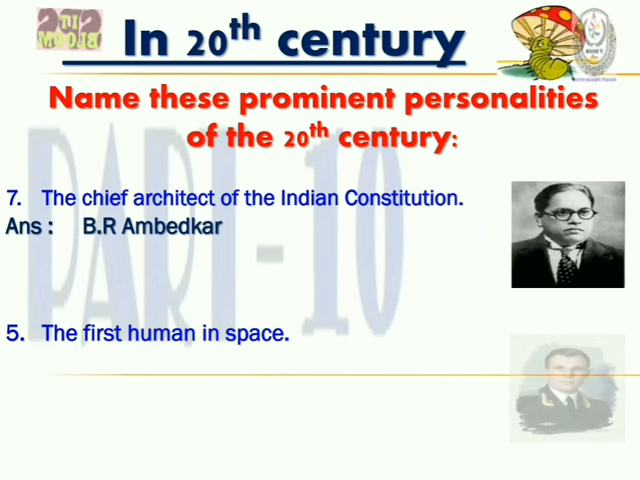 In 20th century
Name these prominent personalities
of the 20th century:
7. The chief architect of the Indian Constitution.
Ans : B.R Ambedkar
5. The first human in space.
PART - 10